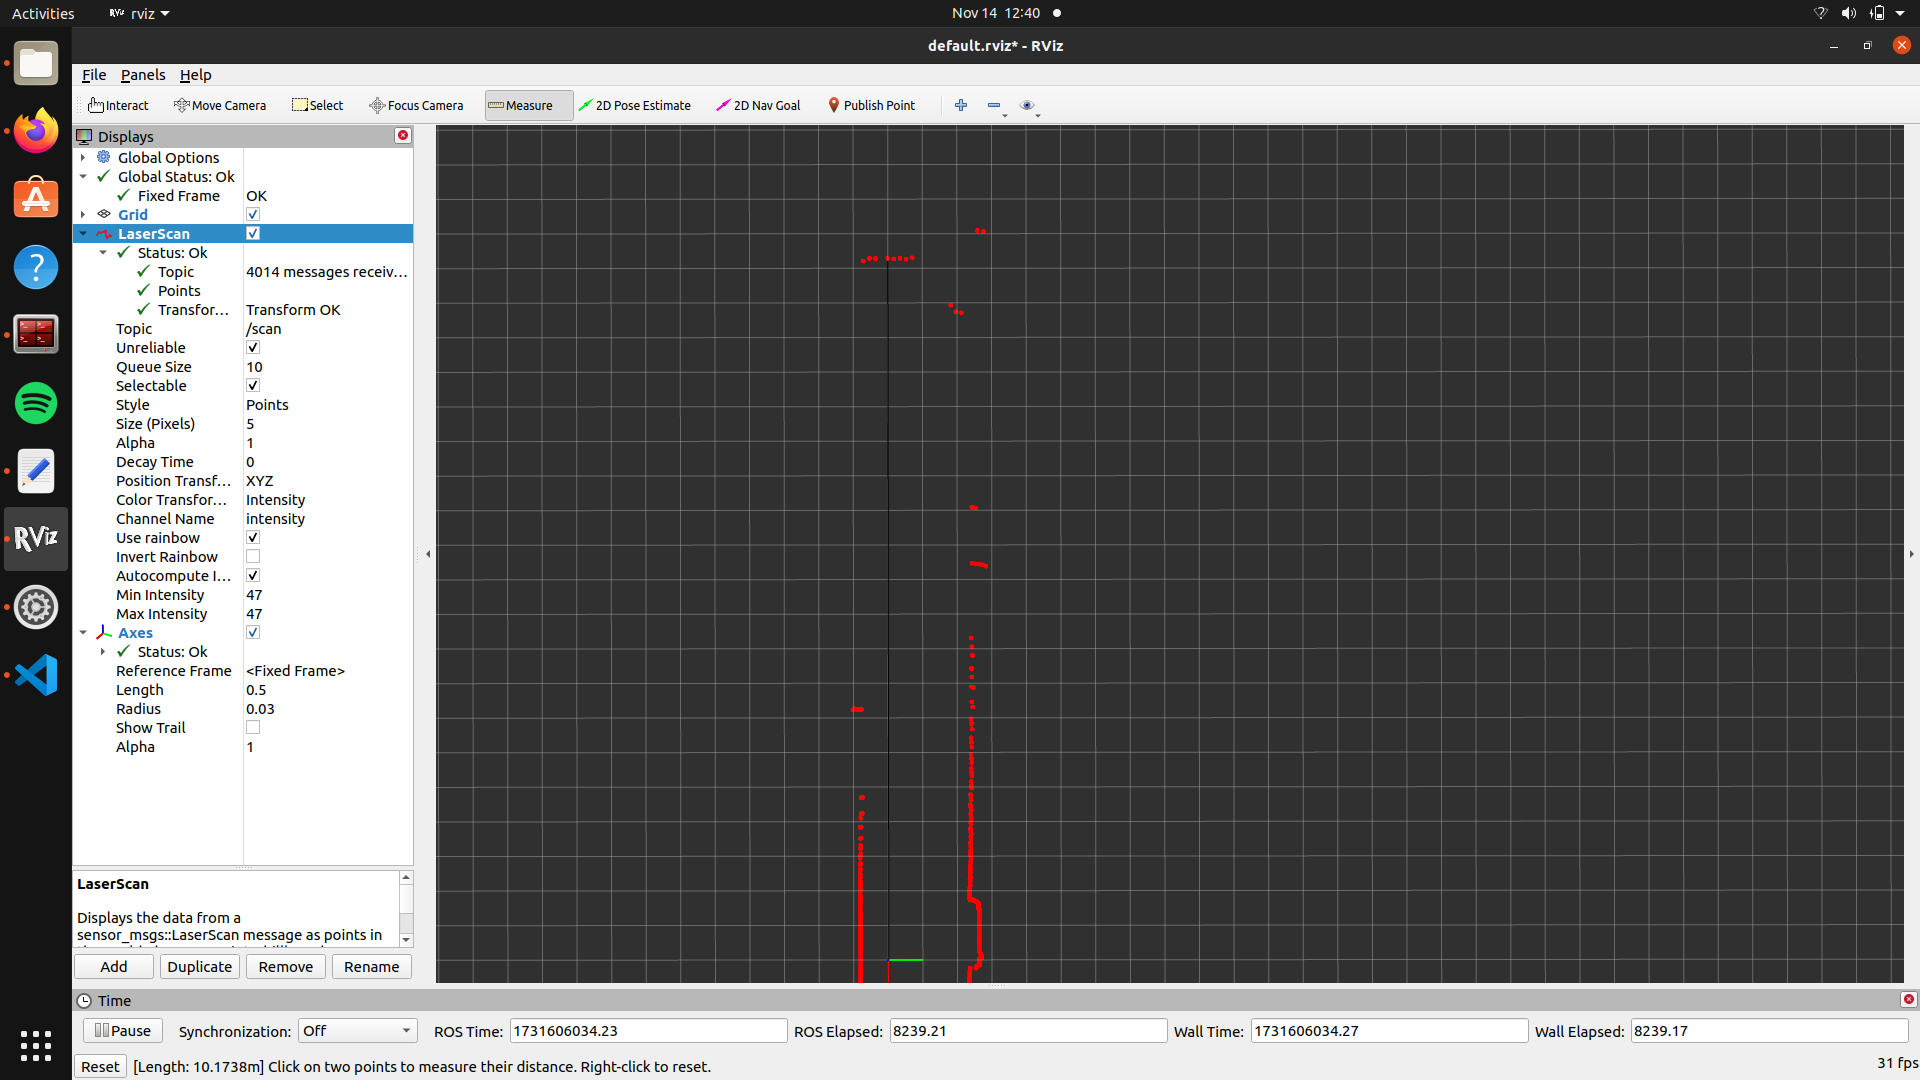 Activities RViz rviz Nov 14 12:40
default.rviz* - RViz
File Panels Help
Interact Move Camera Select Focus Camera Measure 2D Pose Estimate 2D Nav Goal Publish Point
Displays
Global Options
Global Status: Ok
Fixed Frame OK
Grid
LaserScan
Status: Ok
Topic 4014 messages receiv...
Points
Transfor... Transform OK
Topic /scan
Unreliable
Queue Size 10
Selectable
Style Points
Size (Pixels) 5
Alpha 1
Decay Time 0
Position Transf... XYZ
Color Transfor... Intensity
Channel Name intensity
Use rainbow
Invert Rainbow
Autocompute I...
Min Intensity 47
Max Intensity 47
Axes
Status: Ok
Reference Frame <Fixed Frame>
Length 0.5
Radius 0.03
Show Trail
Alpha 1
RViz
LaserScan
Displays the data from a
sensor_msgs::LaserScan message as points in
Add Duplicate Remove Rename
Time
Pause Synchronization: Off ROS Time: 1731606034.23 ROS Elapsed: 8239.21 Wall Time: 1731606034.27 Wall Elapsed: 8239.17
Reset [Length: 10.1738m] Click on two points to measure their distance. Right-click to reset. 31 fps